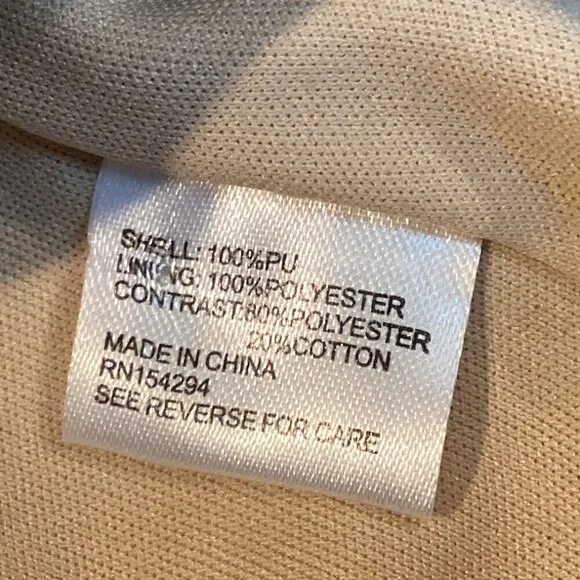 SHELL: 100%PU
LINING: 100%POLYESTER
CONTRAST:80%POLYESTER
20%COTTON
MADE IN CHINA
RN154294
SEE REVERSE FOR CARE